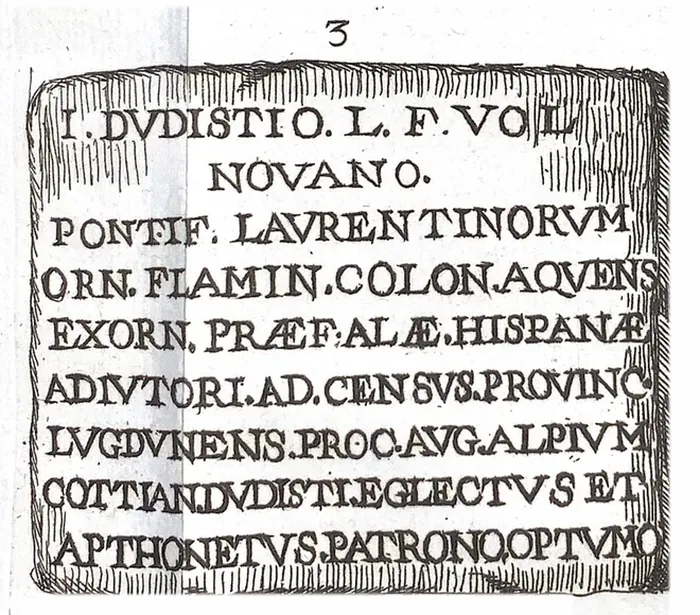 3
I. DVDISTIO. L. F. VOL
NOVANO.
PONTIF. LAVRENTINORVM
ORN. FLAMIN. COLON. AQVENS
EXORN. PRÆF. ALÆ. HISPANÆ
ADIVTORI. AD. CENSVS. PROVINC.
LVGDVNENS. PROC. AVG. ALPIVM
COTTIAN. DVDISTI. EGLECTVS ET
APTHONETVS. PATRONO. OPTVMO